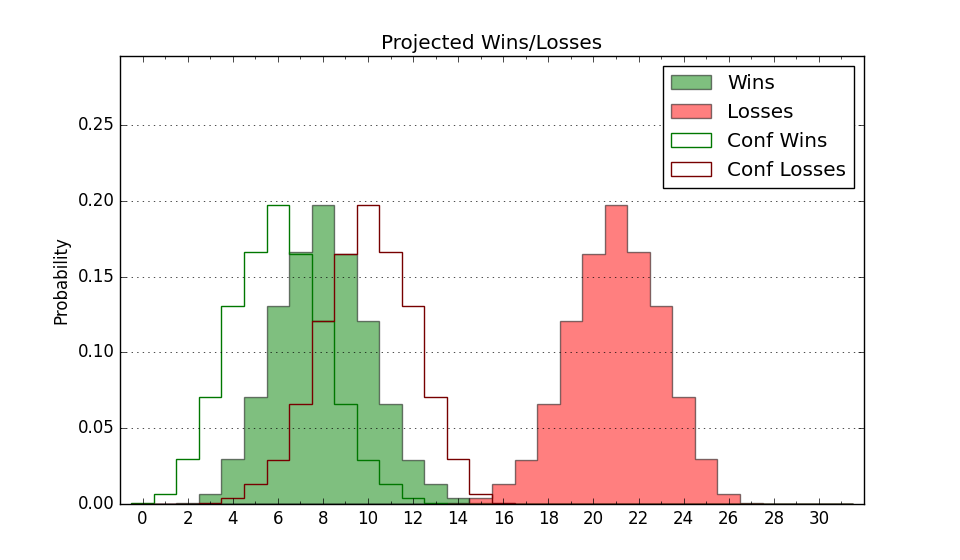 Projected Wins/Losses
Wins
Losses
Conf Wins
Conf Losses
Probability
0.25
0.20
0.15
0.10
0.05
0.00
0 2 4 6 8 10 12 14 16 18 20 22 24 26 28 30